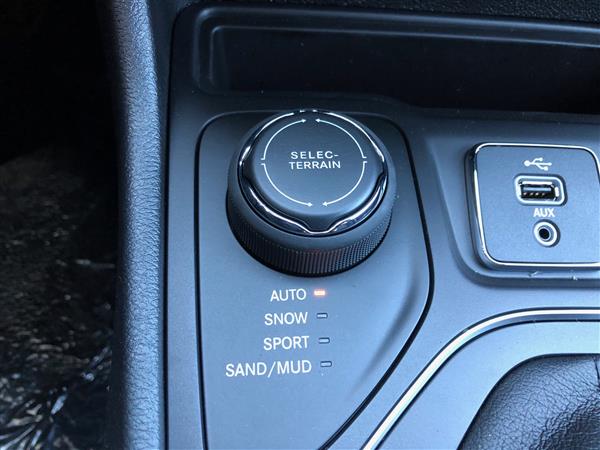 SELEC-
TERRAIN
AUX
AUTO
SNOW
SPORT
SAND/MUD